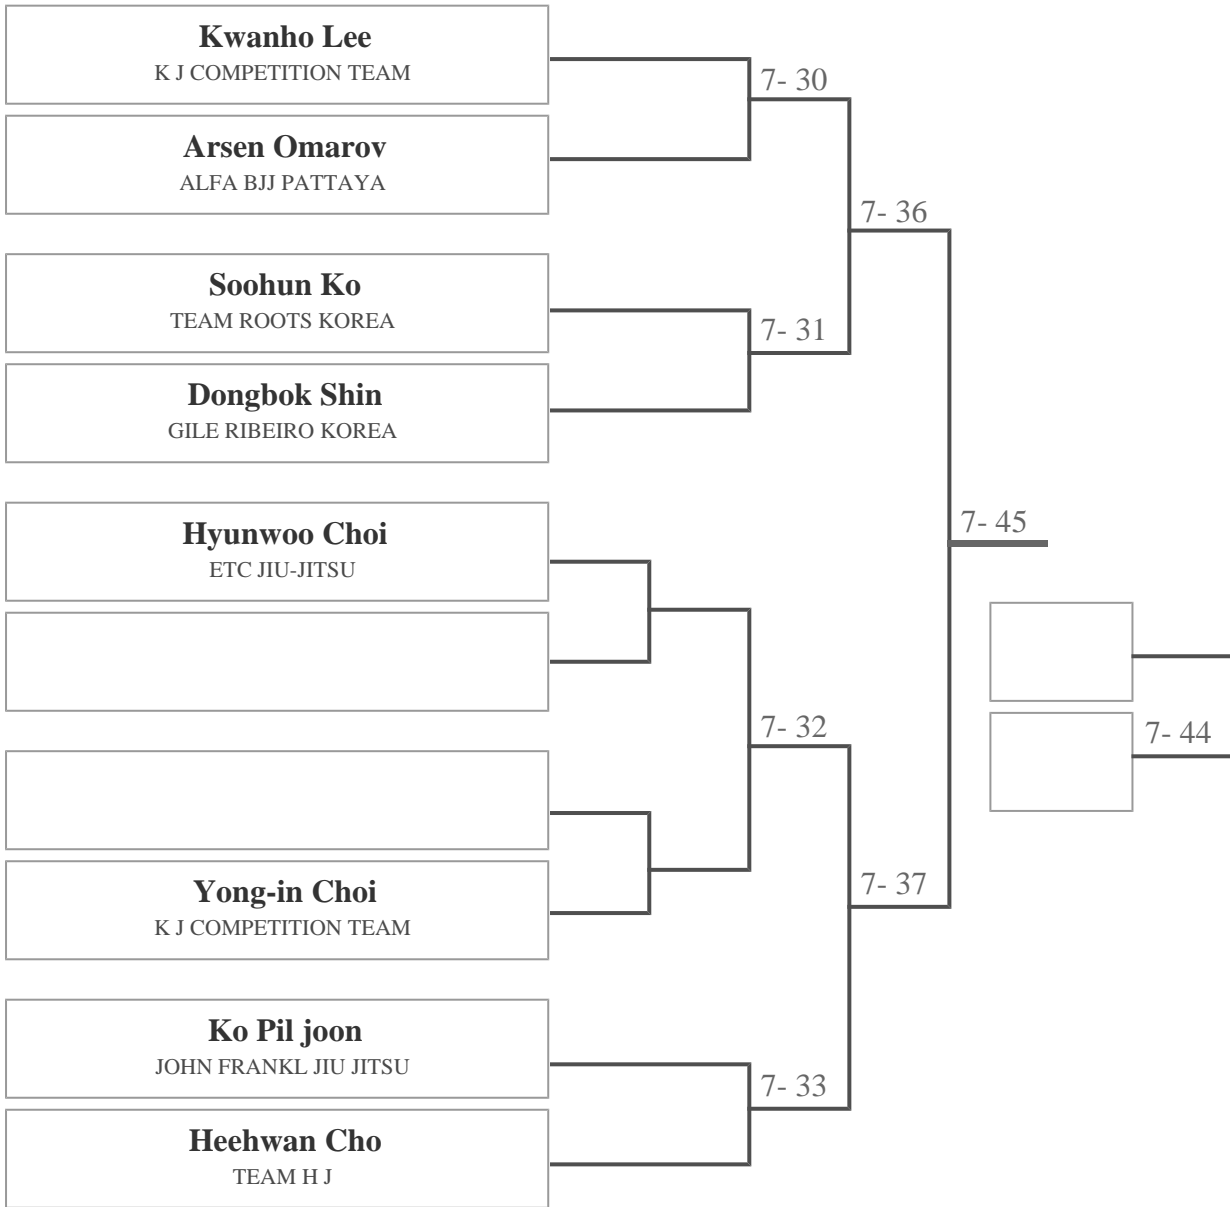 Kwanho Lee
K J COMPETITION TEAM
7- 30
Arsen Omarov
ALFA BJJ PATTAYA
7- 36
Soohun Ko
TEAM ROOTS KOREA
7- 31
Dongbok Shin
GILE RIBEIRO KOREA
Hyunwoo Choi
ETC JIU-JITSU
7- 45
7- 32
7- 44
Yong-in Choi
K J COMPETITION TEAM
7- 37
Ko Pil joon
JOHN FRANKL JIU JITSU
7- 33
Heehwan Cho
TEAM H J